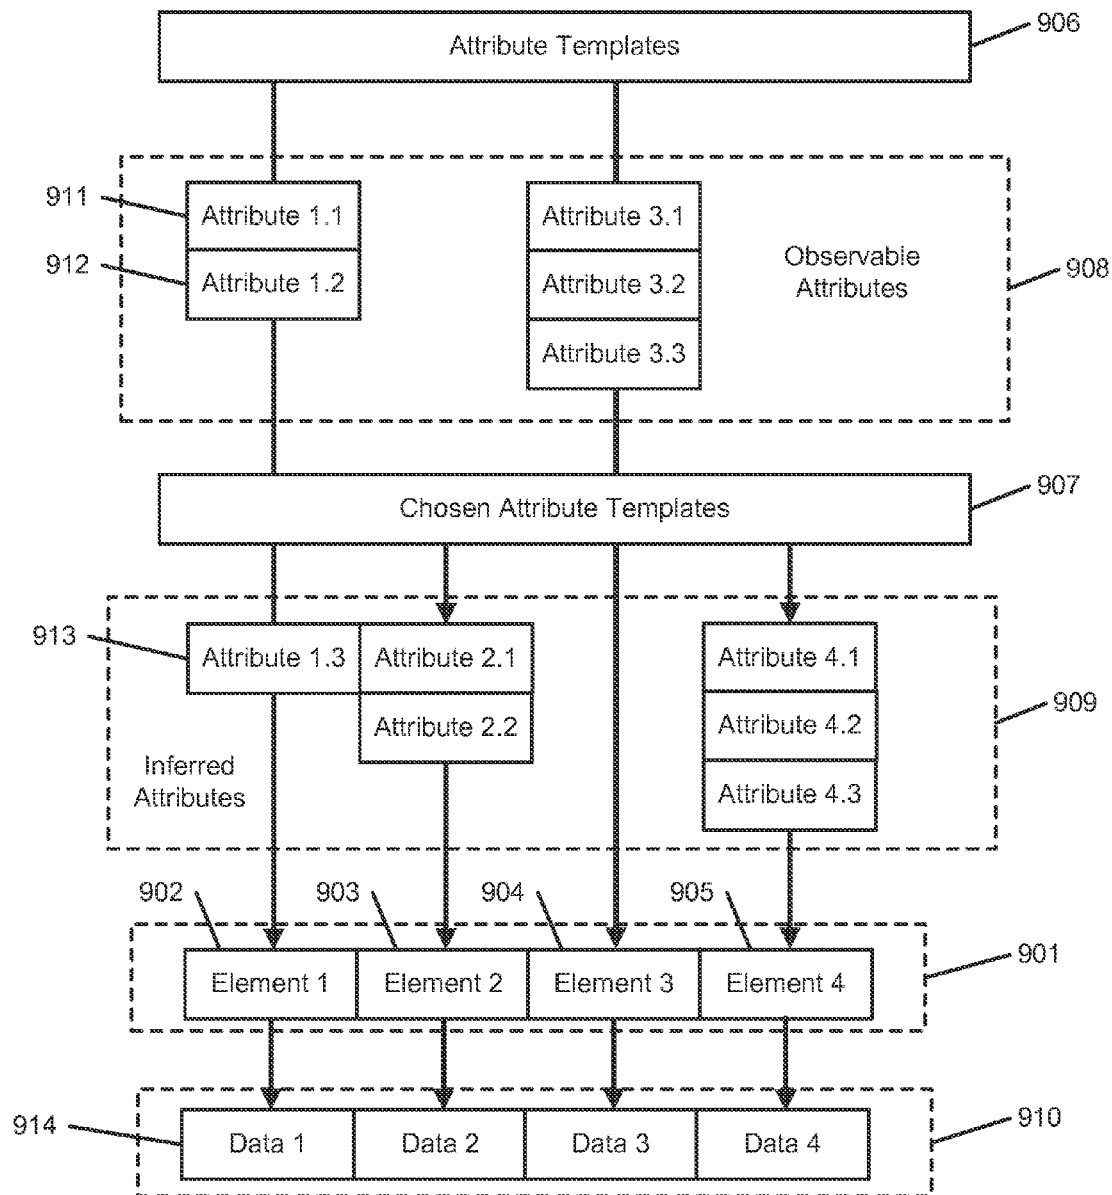 906
Attribute Templates
911
Attribute 1.1
Attribute 3.1
912
Attribute 1.2
Attribute 3.2
Observable
Attributes
908
Attribute 3.3
907
Chosen Attribute Templates
913
Attribute 1.3
Attribute 2.1
Attribute 4.1
Attribute 2.2
Attribute 4.2
909
Inferred
Attributes
Attribute 4.3
902
903
904
905
901
Element 1
Element 2
Element 3
Element 4
914
Data 1
Data 2
Data 3
Data 4
910